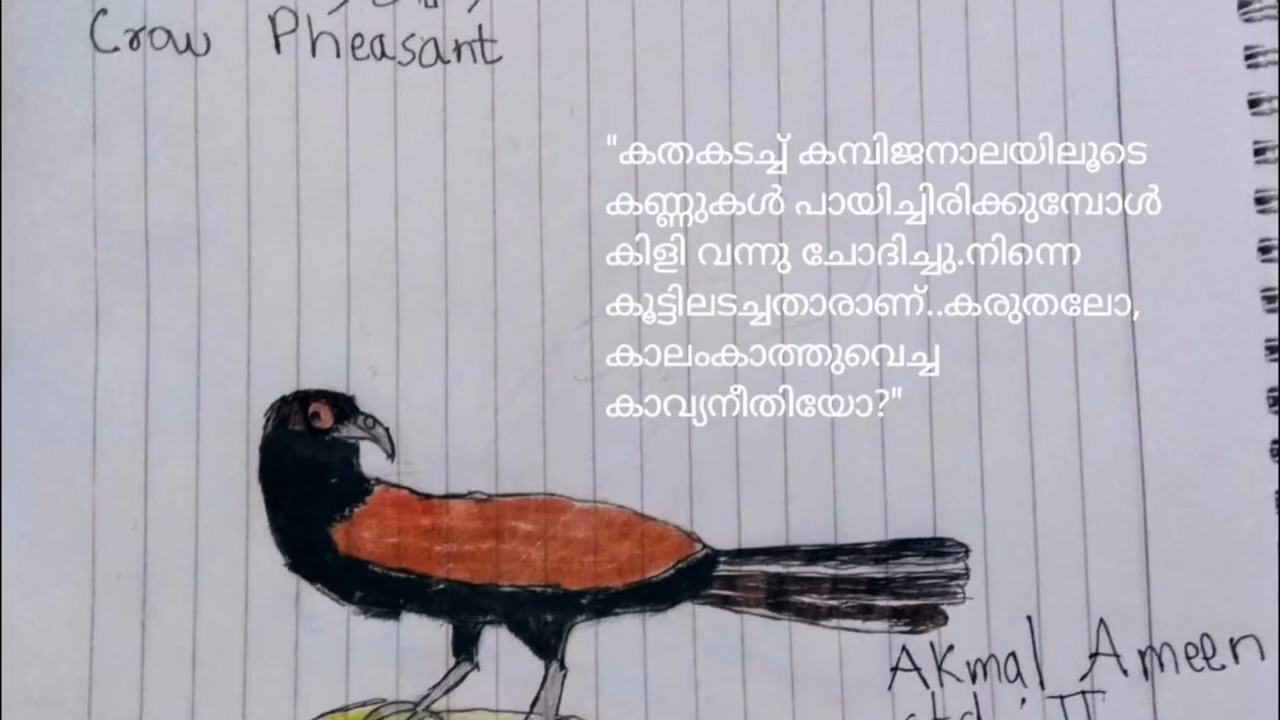 Crow Pheasant
"കതകടച്ച് കമ്പിജനാലയിലൂടെ
കണ്ണുകൾ പായിച്ചിരിക്കുമ്പോൾ
കിളി വന്നു ചോദിച്ചു.നിന്നെ
കൂട്ടിലടച്ചതാരാണ്..കരുതലോ,
കാലംകാത്തുവെച്ച
കാവ്യനീതിയോ?"
Akmal Ameen